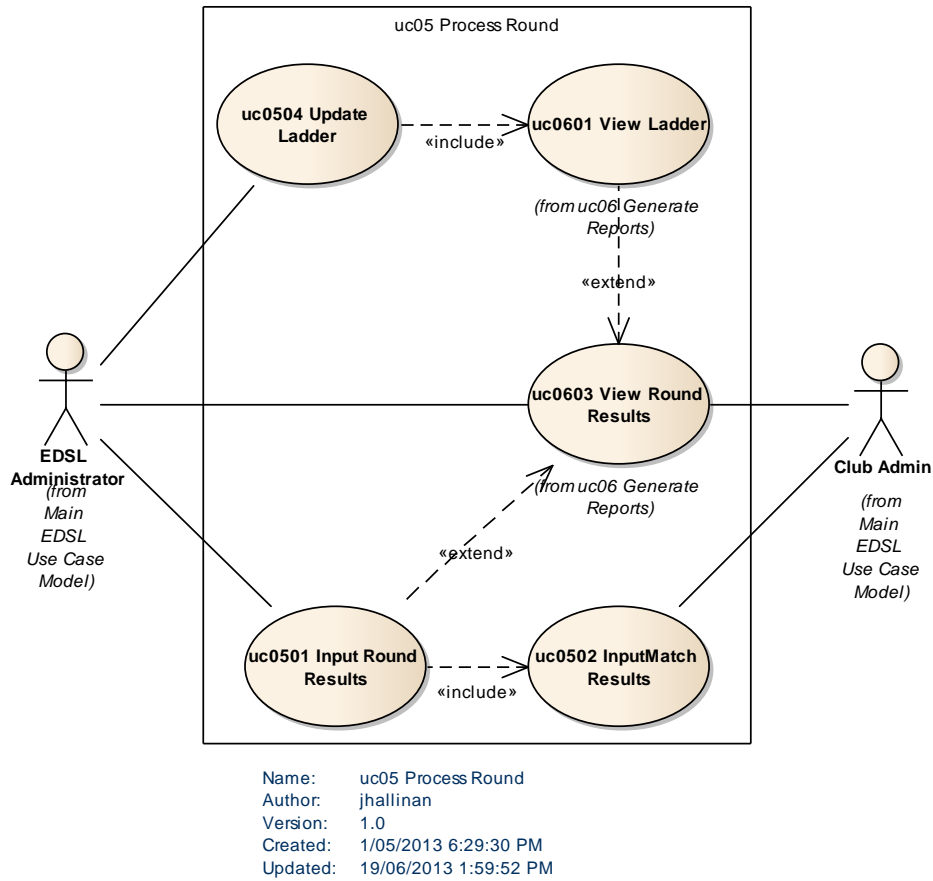 uc05 Process Round
uc0504 Update
Ladder
«include»
uc0601 View Ladder
(from uc06 Generate
Reports)
«extend»
uc0603 View Round
Results
(from uc06 Generate
Reports)
EDSL
Administrator
(from
Main
EDSL
Use Case
Model)
Club Admin
(from
Main
EDSL
Use Case
Model)
«extend»
uc0501 Input Round
Results
«include»
uc0502 InputMatch
Results
Name: uc05 Process Round
Author: jhallinan
Version: 1.0
Created: 1/05/2013 6:29:30 PM
Updated: 19/06/2013 1:59:52 PM